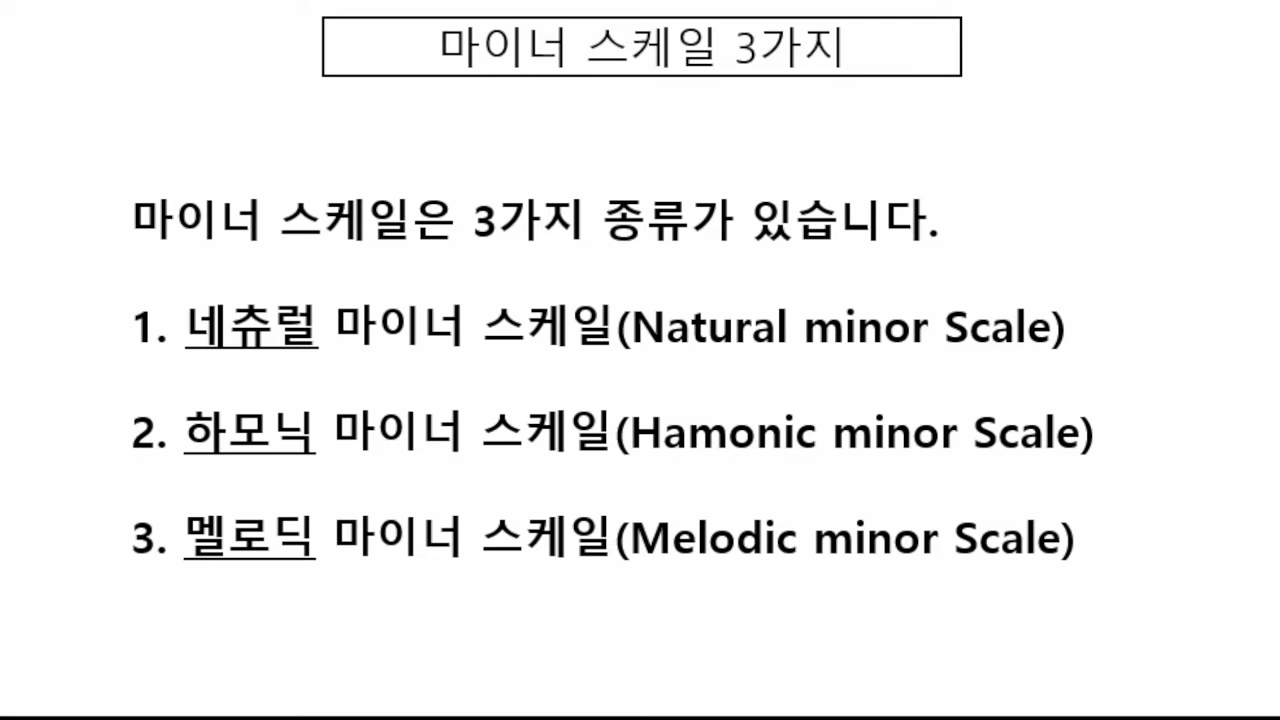 마이너 스케일 3가지
마이너 스케일은 3가지 종류가 있습니다.
1. 네츄럴 마이너 스케일(Natural minor Scale)
2. 하모닉 마이너 스케일(Hamonic minor Scale)
3. 멜로딕 마이너 스케일(Melodic minor Scale)